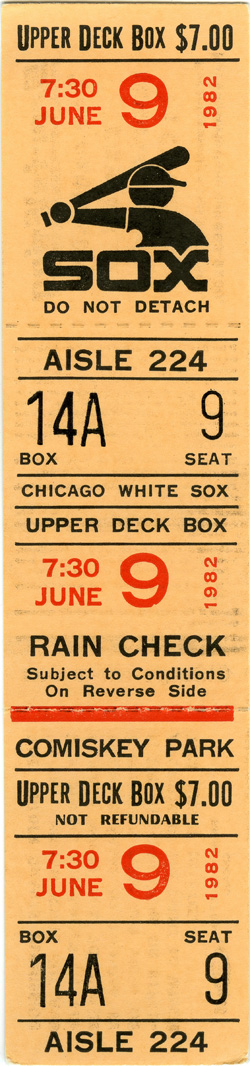 UPPER DECK BOX $7.00
7:30 JUNE 9 1982
SOX
DO NOT DETACH
AISLE 224
14A 9
BOX SEAT
CHICAGO WHITE SOX
UPPER DECK BOX
7:30 JUNE 9 1982
RAIN CHECK
Subject to Conditions
On Reverse Side
COMISKEY PARK
UPPER DECK BOX $7.00
NOT REFUNDABLE
7:30 JUNE 9 1982
BOX SEAT
14A 9
AISLE 224